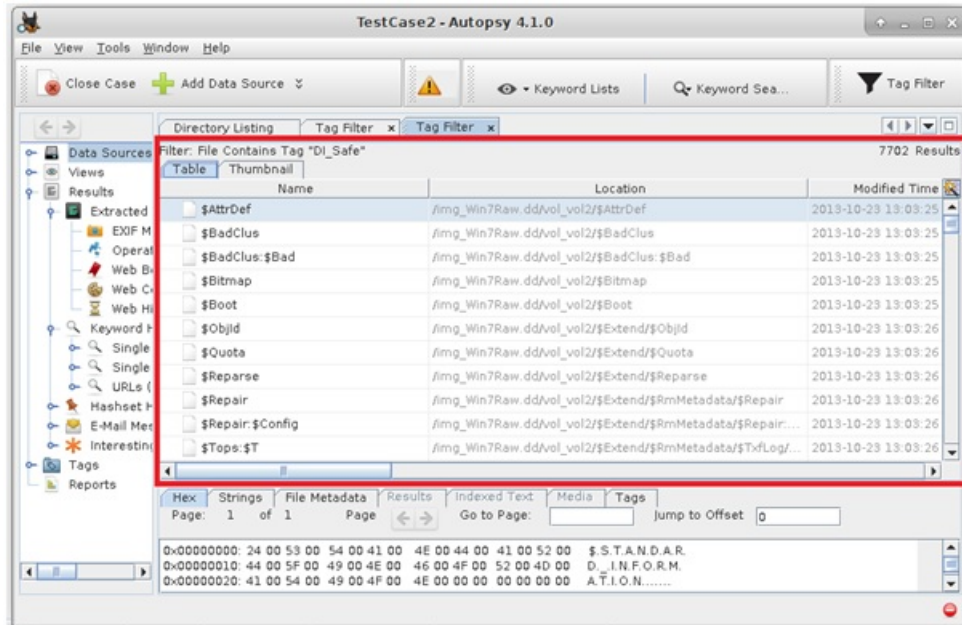 TestCase2 - Autopsy 4.1.0
File View Tools Window Help
Close Case Add Data Source Keyword Lists Keyword Sea... Tag Filter
Directory Listing Tag Filter x Tag Filter x
Data Sources
Views
Results
Extracted
EXIF M
Operat
Web B
Web C
Web Hi
Keyword H
Single
Single
URLs (
Hashset H
E-Mail Mes
Interesting
Tags
Reports
Filter: File Contains Tag "DI_Safe" 7702 Results
Table Thumbnail
Name Location Modified Time
$AttrDef /img_Win7Raw.dd/vol_vol2/$AttrDef 2013-10-23 13:03:25
$BadClus /img_Win7Raw.dd/vol_vol2/$BadClus 2013-10-23 13:03:25
$BadClus:$Bad /img_Win7Raw.dd/vol_vol2/$BadClus:$Bad 2013-10-23 13:03:25
$Bitmap /img_Win7Raw.dd/vol_vol2/$Bitmap 2013-10-23 13:03:25
$Boot /img_Win7Raw.dd/vol_vol2/$Boot 2013-10-23 13:03:25
$ObjId /img_Win7Raw.dd/vol_vol2/$Extend/$ObjId 2013-10-23 13:03:26
$Quota /img_Win7Raw.dd/vol_vol2/$Extend/$Quota 2013-10-23 13:03:26
$Reparse /img_Win7Raw.dd/vol_vol2/$Extend/$Reparse 2013-10-23 13:03:26
$Repair /img_Win7Raw.dd/vol_vol2/$Extend/$RmMetadata/$Repair 2013-10-23 13:03:26
$Repair:$Config /img_Win7Raw.dd/vol_vol2/$Extend/$RmMetadata/$Repair:... 2013-10-23 13:03:26
$Tops:$T /img_Win7Raw.dd/vol_vol2/$Extend/$RmMetadata/$TxfLog/... 2013-10-23 13:03:26
Hex Strings File Metadata Results Indexed Text Media Tags
Page: 1 of 1 Page Go to Page: Jump to Offset 0
0x00000000: 24 00 53 00 54 00 41 00 4E 00 44 00 41 00 52 00 $.S.T.A.N.D.A.R.
0x00000010: 44 00 5F 00 49 00 4E 00 46 00 4F 00 52 00 4D 00 D._.I.N.F.O.R.M.
0x00000020: 41 00 54 00 49 00 4F 00 4E 00 00 00 00 00 00 00 A.T.I.O.N.......